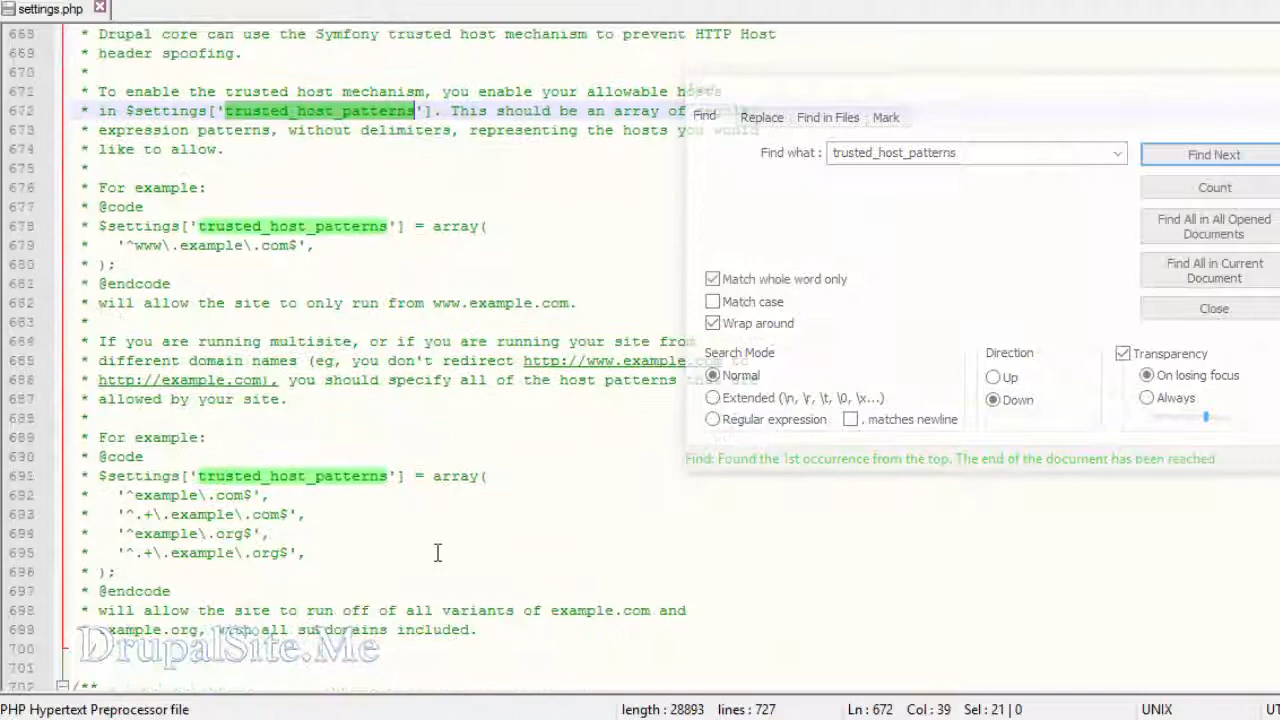 settings.php
668 * Drupal core can use the Symfony trusted host mechanism to prevent HTTP Host
669 * header spoofing.
670 *
671 * To enable the trusted host mechanism, you enable your allowable hosts
672 * in $settings['trusted_host_patterns']. This should be an array of
673 * expression patterns, without delimiters, representing the hosts you would
674 * like to allow.
675 *
676 * For example:
677 * @code
678 * $settings['trusted_host_patterns'] = array(
679 *   '^www\.example\.com$',
680 * );
681 * @endcode
682 * will allow the site to only run from www.example.com.
683 *
684 * If you are running multisite, or if you are running your site from
685 * different domain names (eg, you don't redirect http://www.example.com to
686 * http://example.com), you should specify all of the host patterns
687 * allowed by your site.
688 *
689 * For example:
690 * @code
691 * $settings['trusted_host_patterns'] = array(
692 *   '^example\.com$',
693 *   '^.+\.example\.com$',
694 *   '^example\.org$',
695 *   '^.+\.example\.org$',
696 * );
697 * @endcode
698 * will allow the site to run off of all variants of example.com and
699 * example.org, with all subdomains included.
700
701
702 /**
DrupalSite.Me
Find
Find Replace Find in Files Mark
Find what : trusted_host_patterns
Find Next
Count
Find All in All Opened
Documents
Find All in Current
Document
Close
Match whole word only
Match case
Wrap around
Search Mode
Normal
Extended (\n, \r, \t, \0, \x...)
Regular expression
. matches newline
Direction
Up
Down
Transparency
On losing focus
Always
Find: Found the 1st occurrence from the top. The end of the document has been reached
PHP Hypertext Preprocessor file length : 28893 lines : 727 Ln : 672 Col : 39 Sel : 21 | 0 UNIX